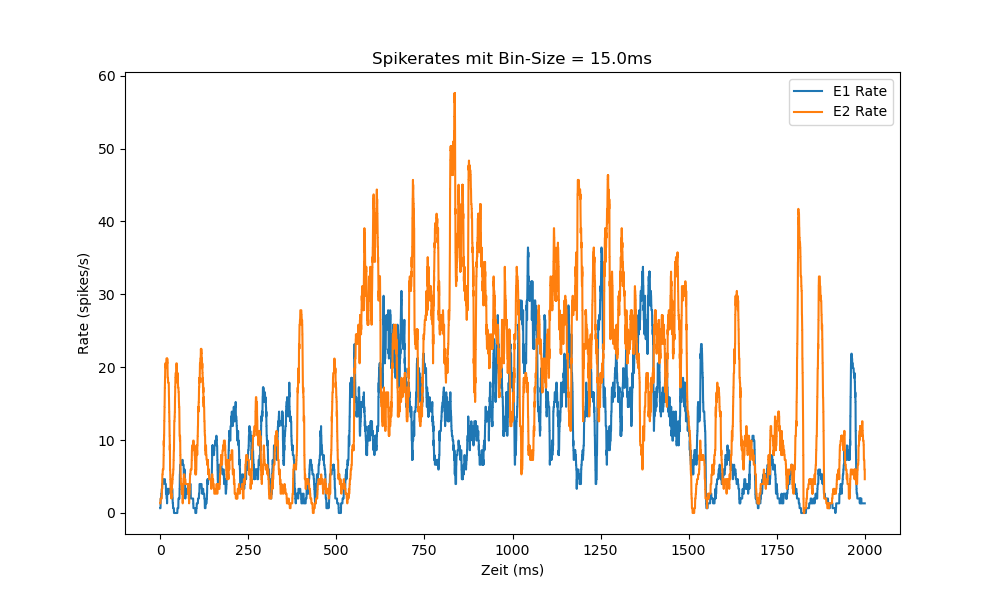 Spikerates mit Bin-Size = 15.0ms
E1 Rate
E2 Rate
Rate (spikes/s)
60
50
40
30
20
10
0
0 250 500 750 1000 1250 1500 1750 2000
Zeit (ms)